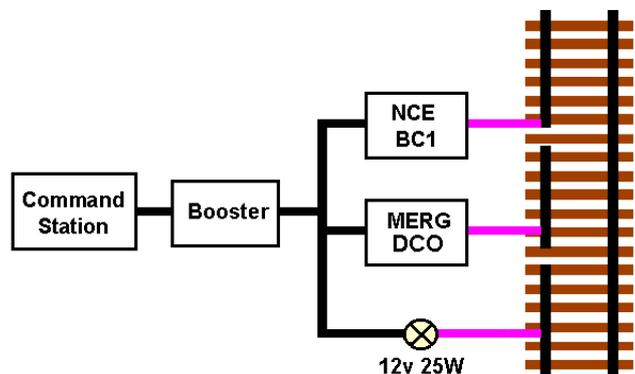 Command
Station
Booster
NCE
BC1
MERG
DCO
12v 25W